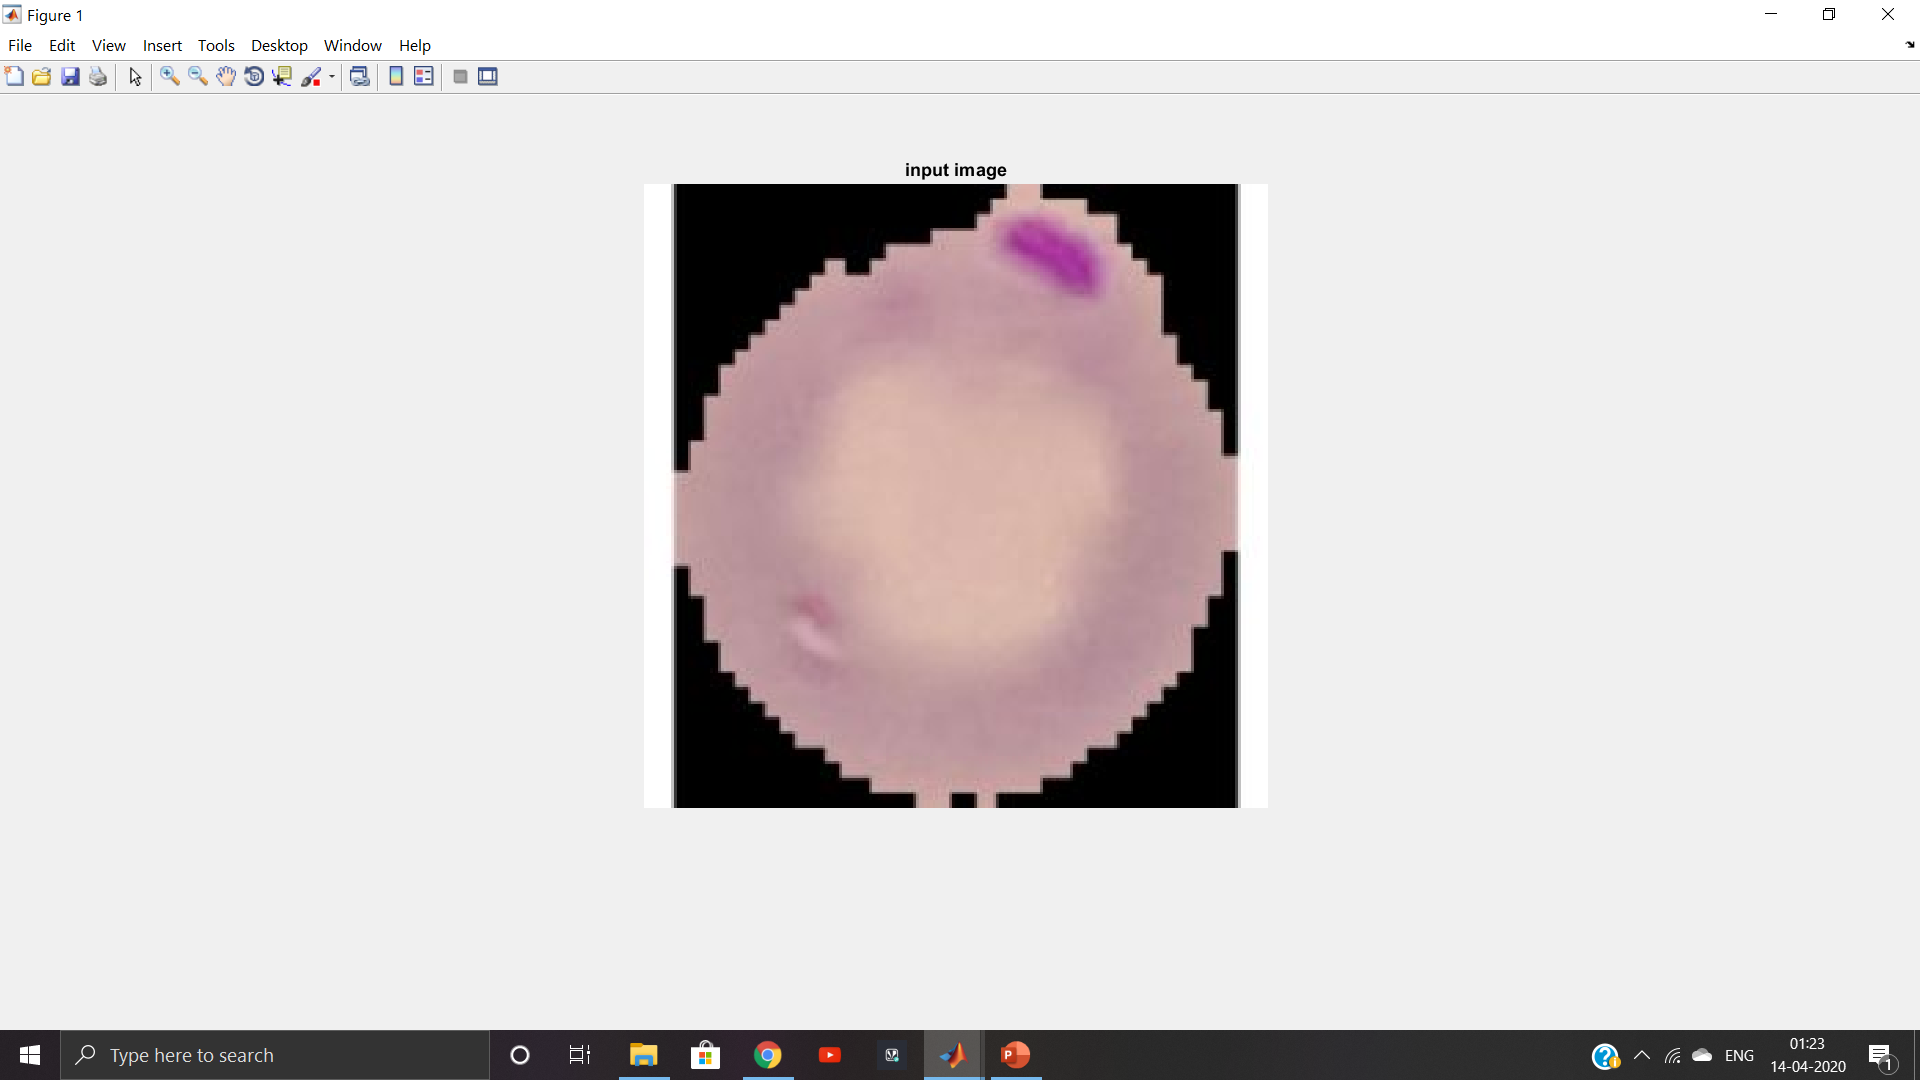 Figure 1
File Edit View Insert Tools Desktop Window Help
input image
Type here to search
P
ENG
01:23
14-04-2020
1